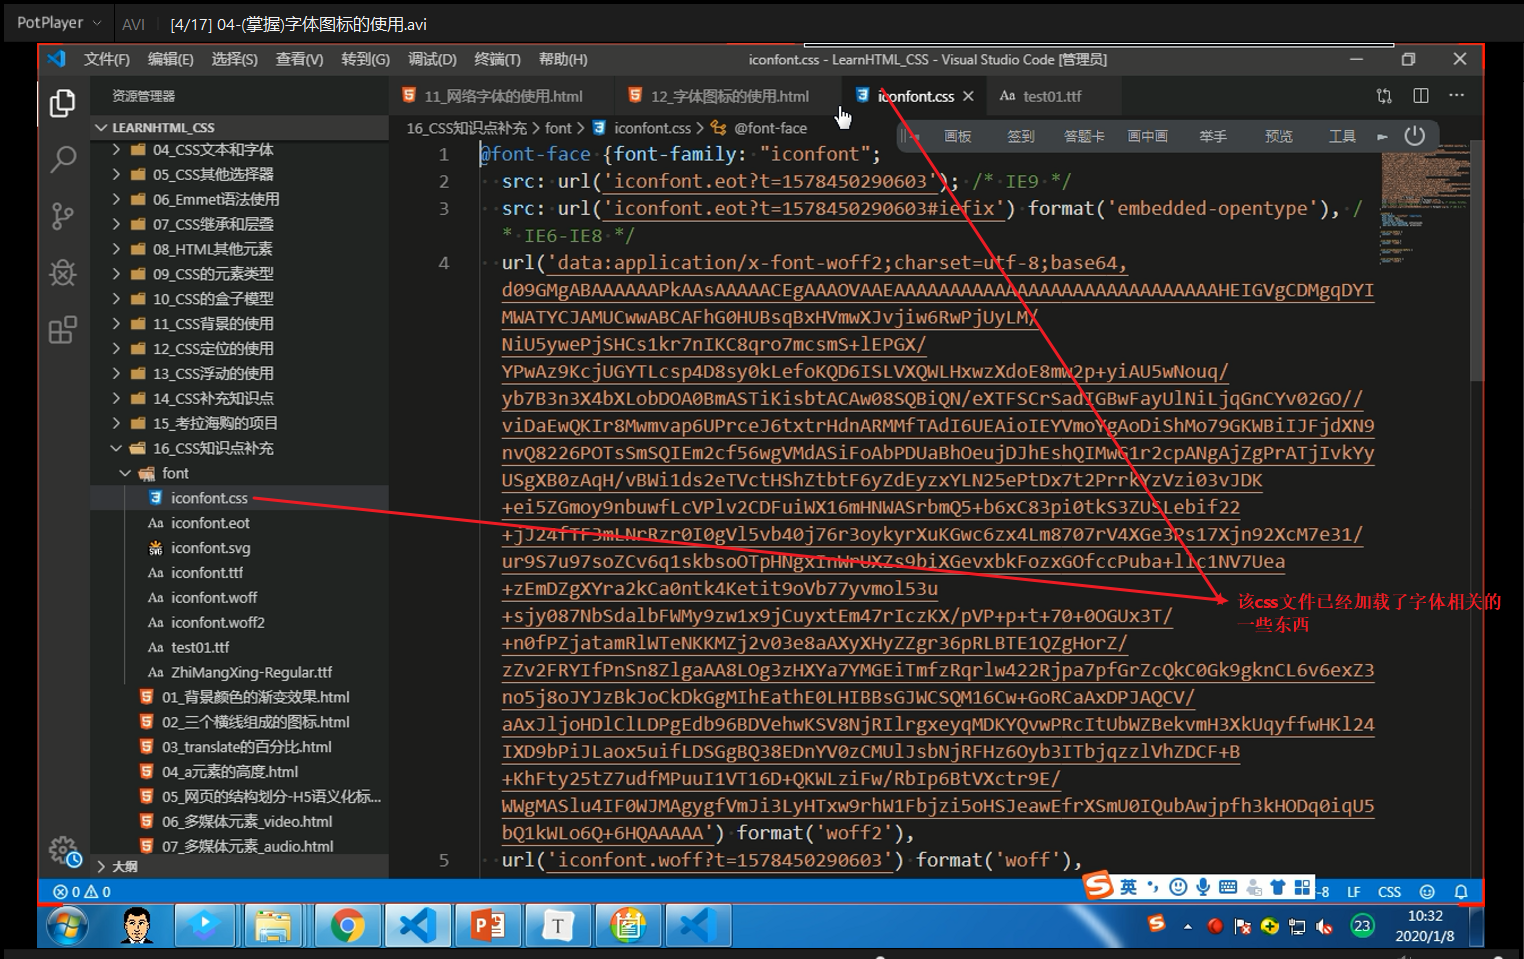 PotPlayer
AVI
[4/17] 04-(掌握)字体图标的使用.avi
文件(F) 编辑(E) 选择(S) 查看(V) 转到(G) 调试(D) 终端(T) 帮助(H)
iconfont.css - LearnHTML_CSS - Visual Studio Code [管理员]
资源管理器
11_网络字体的使用.html
12_字体图标的使用.html
iconfont.css
test01.ttf
LEARNHTML_CSS
16_CSS知识点补充 > font > iconfont.css > @font-face
画板 签到 答题卡 画中画 举手 预览 工具
04_CSS文本和字体
05_CSS其他选择器
06_Emmet语法使用
07_CSS继承和层叠
08_HTML其他元素
09_CSS的元素类型
10_CSS的盒子模型
11_CSS背景的使用
12_CSS定位的使用
13_CSS浮动的使用
14_CSS补充知识点
15_考拉海购的项目
16_CSS知识点补充
font
iconfont.css
iconfont.eot
iconfont.svg
iconfont.ttf
iconfont.woff
iconfont.woff2
test01.ttf
ZhiMangXing-Regular.ttf
01_背景颜色的渐变效果.html
02_三个横线组成的图标.html
03_translate的百分比.html
04_a元素的高度.html
05_网页的结构划分-H5语义化标...
06_多媒体元素_video.html
07_多媒体元素_audio.html
大纲
1 @font-face {font-family: "iconfont";
2 src: url('iconfont.eot?t=1578450290603'); /* IE9 */
3 src: url('iconfont.eot?t=1578450290603#iefix') format('embedded-opentype'), /
* IE6-IE8 */
4 url('data:application/x-font-woff2;charset=utf-8;base64,
MWATYCJAMUCwwABCAFhG0HUBsqBxHVmwXJvjiw6RwPjUyLM/
NiU5ywePjSHCs1kr7nIKC8qro7mcsmS+lEPGX/
YPwAz9KcjUGYTLcsp4D8sy0kLefoKQD6ISLVXQWLHxwzXdoE8mw2p+yiAU5wNouq/
yb7B3n3X4bXLobDOA0BmASTiKisbtACAw08SQBiQN/eXTFSCrSadIGBwFayUlNiLjqGnCYv02GO//
viDaEwQKIr8Mwmvap6UPrceJ6txtrHdnARMMfTAdI6UEAioIEYVmoYgAoDiShMo79GKWBiIJFjdXN9
nvQ8226POTsSmSQIEm2cf56wgVMdASiFoAbPDUaBhOeujDJhEshQIMwG1r2cpANgAjZgPrATjIvkYy
USgXB0zAqH/vBWi1ds2eTVctHShZtbtF6yZdEyzxYLN25ePtDx7t2PrrkYzVzi03vJDK
+ei5ZGmoy9nbuwfLcVPlv2CDFuiWX16mHNWASrbmQ5+b6xC83pi0tkS3ZUSLebif22
+jJ24fTF3mLNrRzr0I0gVl5vb40j76r3oykyrXuKGwc6zx4Lm8707rV4XGe3Ps17Xjn92XcM7e31/
ur9S7u97soZCv6q1skbsoOTpHNgxInWrUXZs9biXGevxbkFozxGOfccPuba+llc1NV7Uea
+zEmDZgXYra2kCa0ntk4Ketit9oVb77yvmol53u
+sjy087NbSdalbFWMy9zw1x9jCuyxtEm47rIczKX/pVP+p+t+70+0OGUx3T/
+n0fPZjatamRlWTeNKKMZj2v03e8aAXyXHyZZgr36pRLBTE1QZgHorZ/
zZv2FRYIfPnSn8ZlgaAA8LOg3zHXYa7YMGEiTmfzRqrlw422Rjpa7pfGrZcQkC0Gk9gknCL6v6exZ3
no5j8oJYJzBkJoCkDkGgMIhEathE0LHIBBsGJWCSQM16Cw+GoRCaAxDPJAQCV/
aAxJljoHDlClLDPgEdb96BDVehwKSV8NjRIlrgxeyqMDKYQvwPRcItUbWZBekvmH3XkUqyffwHKl24
IXD9bPiJLaox5uifLDSGgBQ38EDnYV0zCMUlJsbNjRFHz6Oyb3ITbjqzzlVhZDCF+B
+KhFty25tZ7udfMPuuI1VT16D+QKWLziFw/RbIp6BtVXctr9E/
WWgMASlu4IF0WJMAgygfVmJi3LyHTxw9rhW1Fbjzi5oHSJeawEfrXSmU0IQubAwjpfh3kHODq0iqU5
bQ1kWLo6Q+6HQAAAAA') format('woff2'),
5 url('iconfont.woff?t=1578450290603') format('woff'),
该css文件已经加载了字体相关的
一些东西
0 0
英
-8 LF CSS
23
10:32
2020/1/8